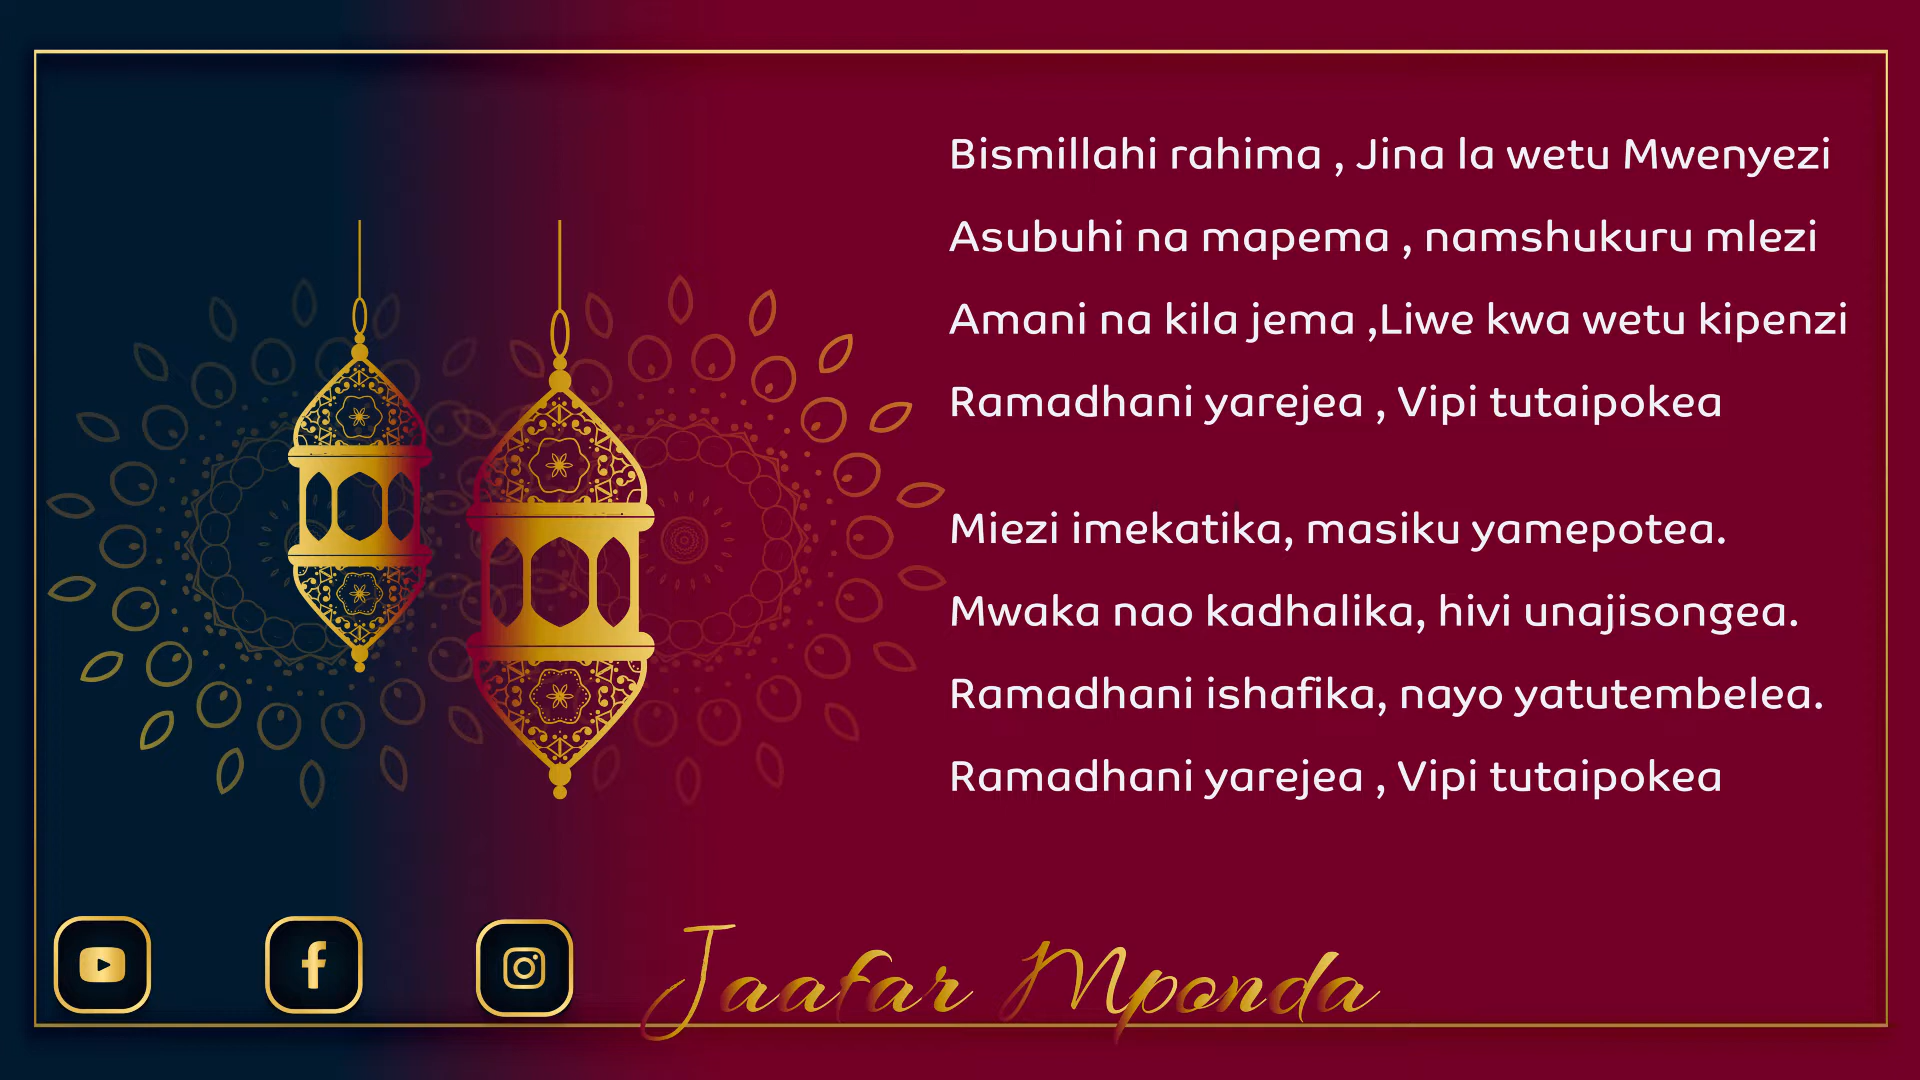 Bismillahi rahima , Jina la wetu Mwenyezi
Asubuhi na mapema , namshukuru mlezi
Amani na kila jema ,Liwe kwa wetu kipenzi
Ramadhani yarejea , Vipi tutaipokea
Miezi imekatika, masiku yamepotea.
Mwaka nao kadhalika, hivi unajisongea.
Ramadhani ishafika, nayo yatutembelea.
Ramadhani yarejea , Vipi tutaipokea
Jaafar Mponda